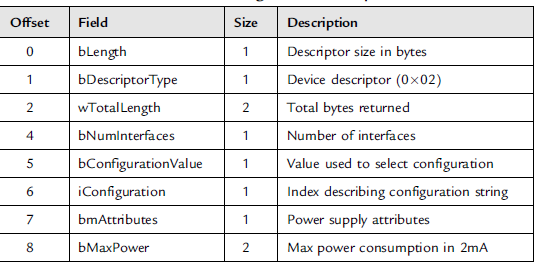 Offset Field Size Description
0 bLength 1 Descriptor size in bytes
1 bDescriptorType 1 Device descriptor (0×02)
2 wTotalLength 2 Total bytes returned
4 bNumInterfaces 1 Number of interfaces
5 bConfigurationValue 1 Value used to select configuration
6 iConfiguration 1 Index describing configuration string
7 bmAttributes 1 Power supply attributes
8 bMaxPower 2 Max power consumption in 2mA